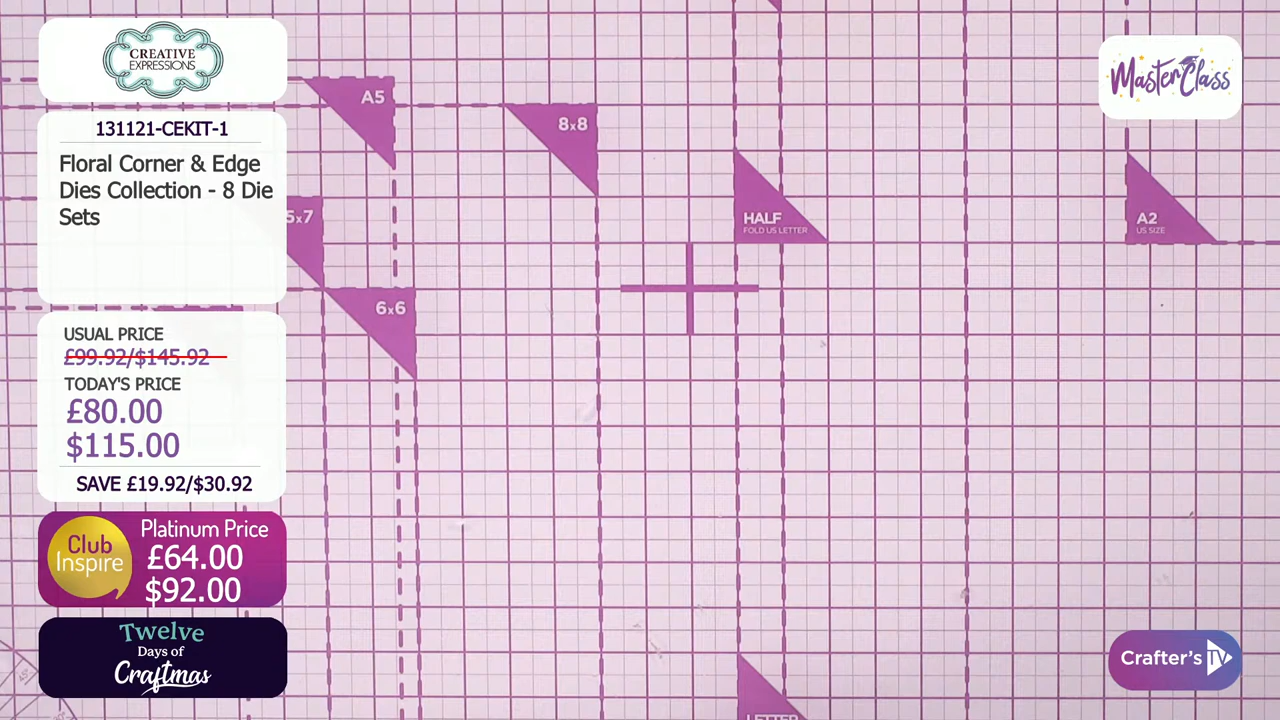 CREATIVE
EXPRESSIONS
131121-CEKIT-1
Floral Corner & Edge
Dies Collection - 8 Die
Sets
USUAL PRICE
£99.92/$145.92
TODAY'S PRICE
£80.00
$115.00
SAVE £19.92/$30.92
Club
Inspire
Platinum Price
£64.00
$92.00
Twelve
Days of
Craftmas
A5
8x8
5x7
6x6
HALF
FOLD US LETTER
A2
US SIZE
LETTER
MasterClass
Crafter's TV